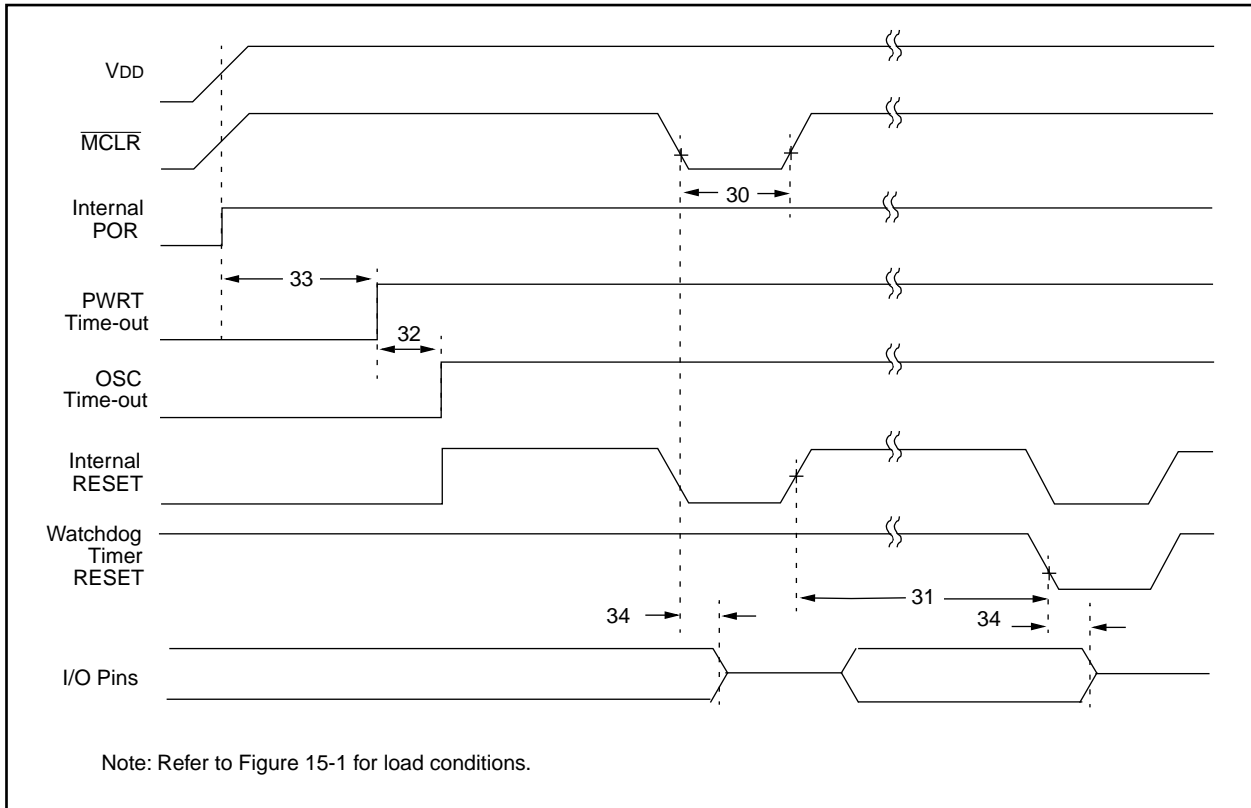 VDD
MCLR
30
Internal
POR
33
PWRT
Time-out
32
OSC
Time-out
Internal
RESET
Watchdog
Timer
RESET
31
34
34
I/O Pins
Note: Refer to Figure 15-1 for load conditions.